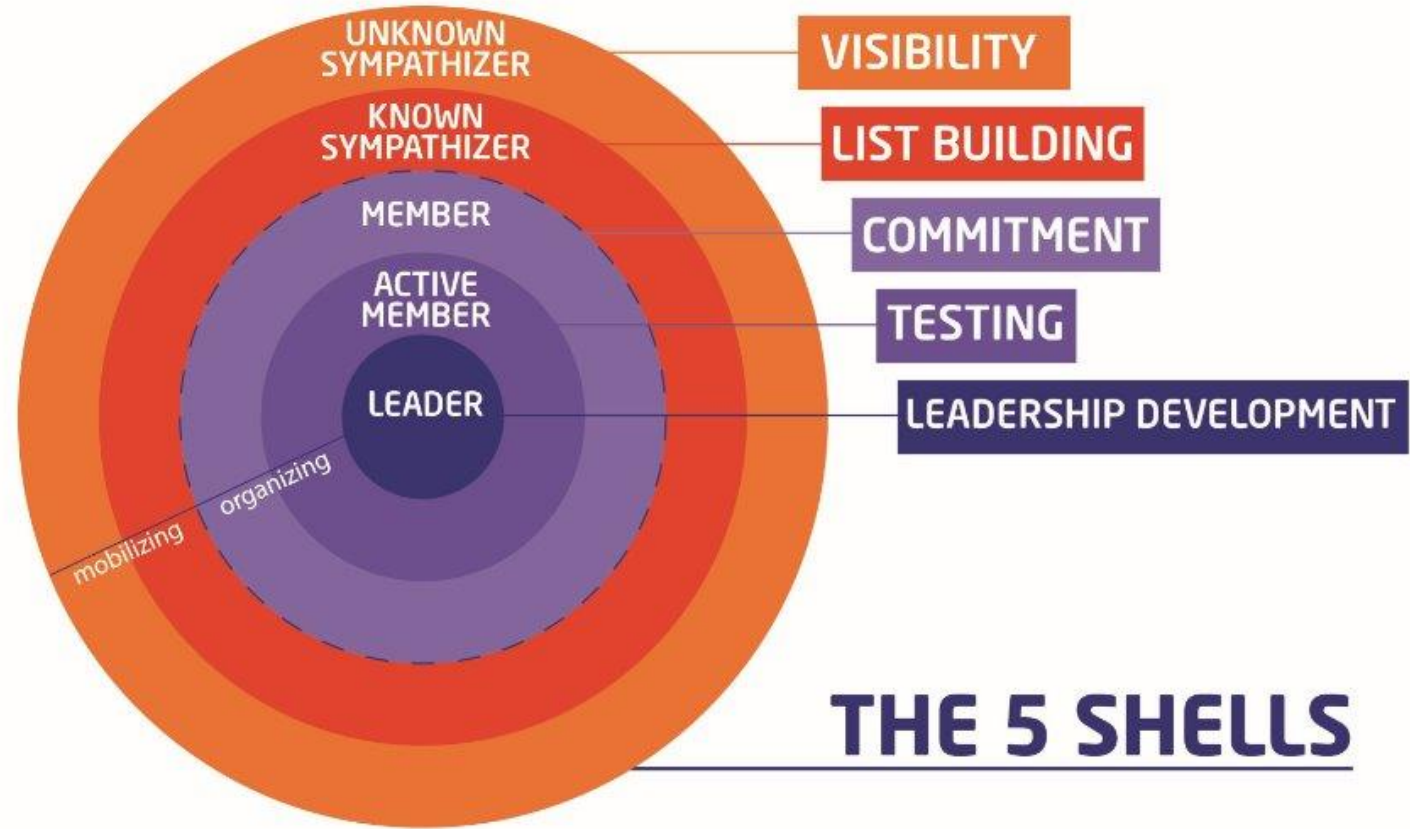 UNKNOWN
SYMPATHIZER
VISIBILITY
KNOWN
SYMPATHIZER
LIST BUILDING
MEMBER
COMMITMENT
ACTIVE
MEMBER
TESTING
LEADER
LEADERSHIP DEVELOPMENT
organizing
mobilizing
THE 5 SHELLS